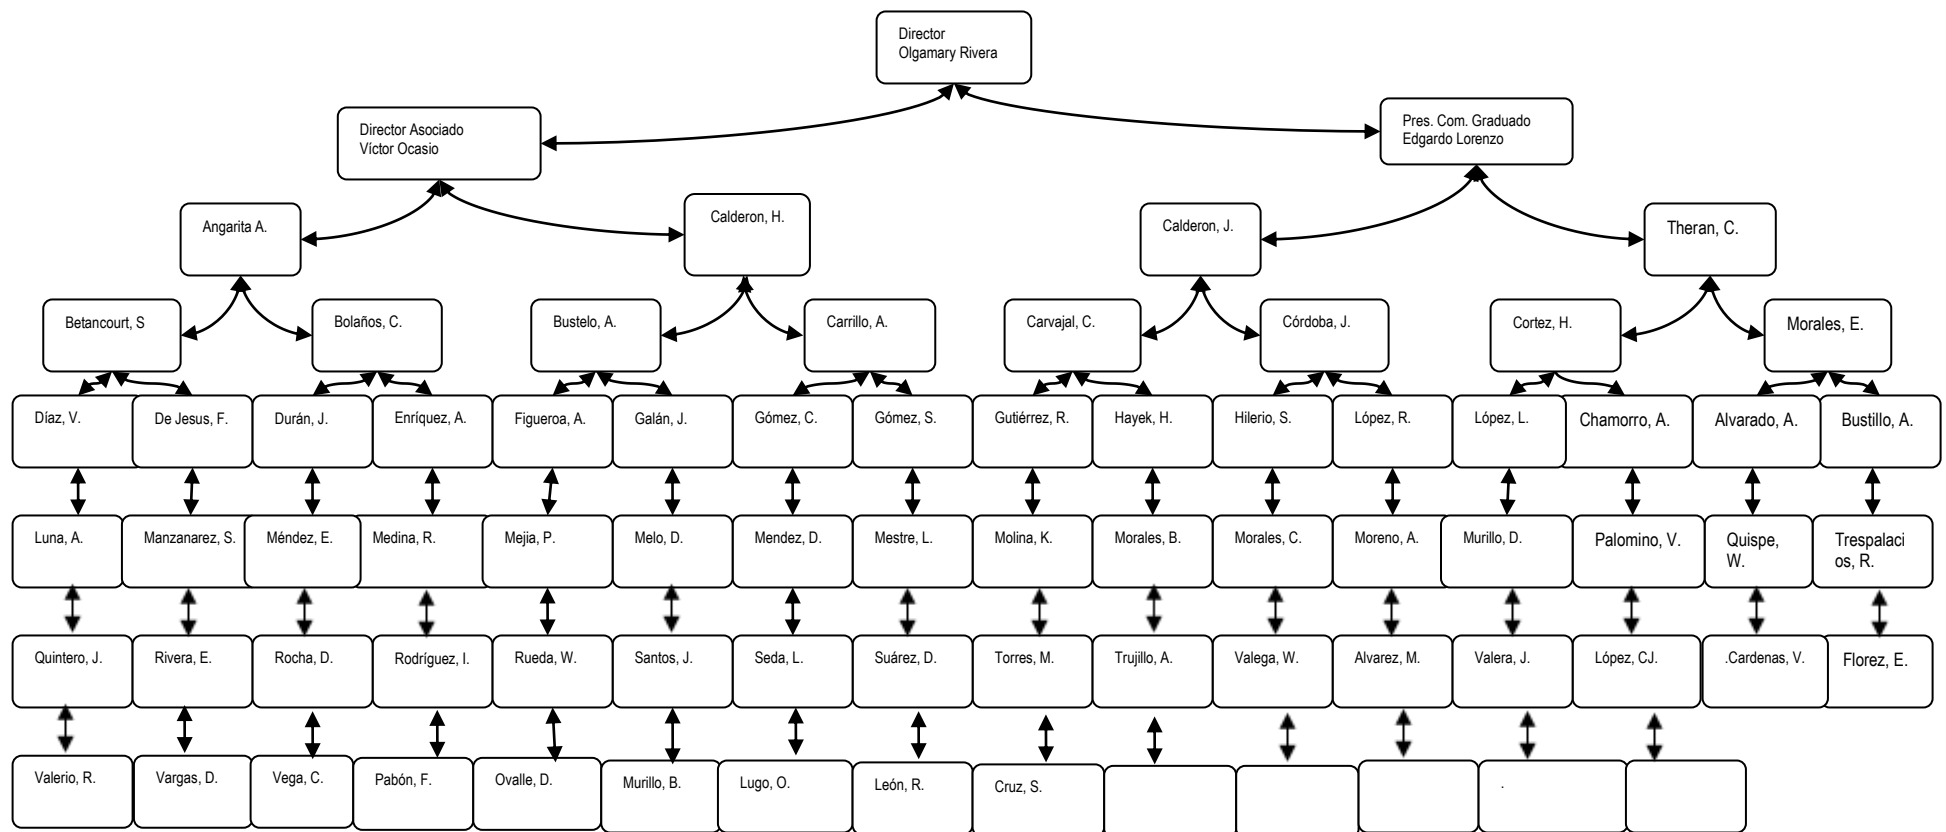 Director
Olgamary Rivera
Director Asociado
Víctor Ocasio
Pres. Com. Graduado
Edgardo Lorenzo
Angarita A.
Calderon, H.
Calderon, J.
Theran, C.
Betancourt, S
Bolaños, C.
Bustelo, A.
Carrillo, A.
Carvajal, C.
Córdoba, J.
Cortez, H.
Morales, E.
Díaz, V.
De Jesus, F.
Durán, J.
Enríquez, A.
Figueroa, A.
Galán, J.
Gómez, C.
Gómez, S.
Gutiérrez, R.
Hayek, H.
Hilerio, S.
López, R.
López, L.
Chamorro, A.
Alvarado, A.
Bustillo, A.
Luna, A.
Manzanarez, S.
Méndez, E.
Medina, R.
Mejia, P.
Melo, D.
Mendez, D.
Mestre, L.
Molina, K.
Morales, B.
Morales, C.
Moreno, A.
Murillo, D.
Palomino, V.
Quispe,
W.
Trespalaci
os, R.
Quintero, J.
Rivera, E.
Rocha, D.
Rodríguez, I.
Rueda, W.
Santos, J.
Seda, L.
Suárez, D.
Torres, M.
Trujillo, A.
Valega, W.
Alvarez, M.
Valera, J.
López, CJ.
.Cardenas, V.
Florez, E.
Valerio, R.
Vargas, D.
Vega, C.
Pabón, F.
Ovalle, D.
Murillo, B.
Lugo, O.
León, R.
Cruz, S.
.